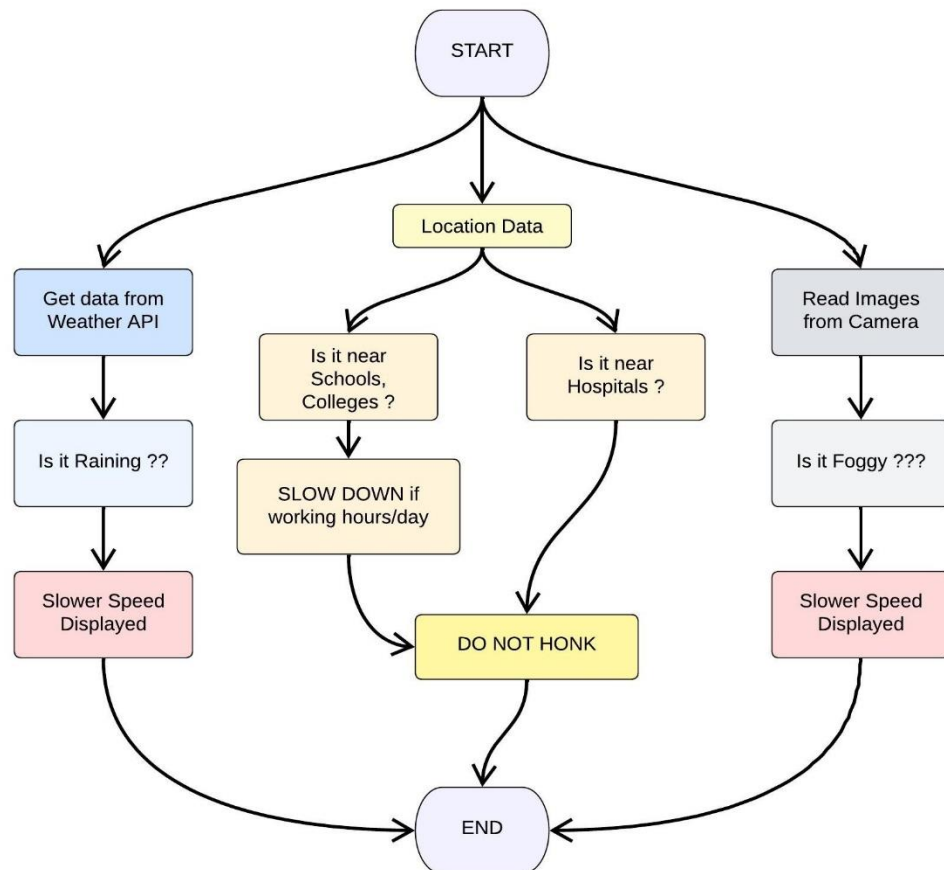 START
Location Data
Get data from
Weather API
Read Images
from Camera
Is it near
Schools,
Colleges ?
Is it near
Hospitals ?
Is it Raining ??
Is it Foggy ???
SLOW DOWN if
working hours/day
Slower Speed
Displayed
DO NOT HONK
Slower Speed
Displayed
END